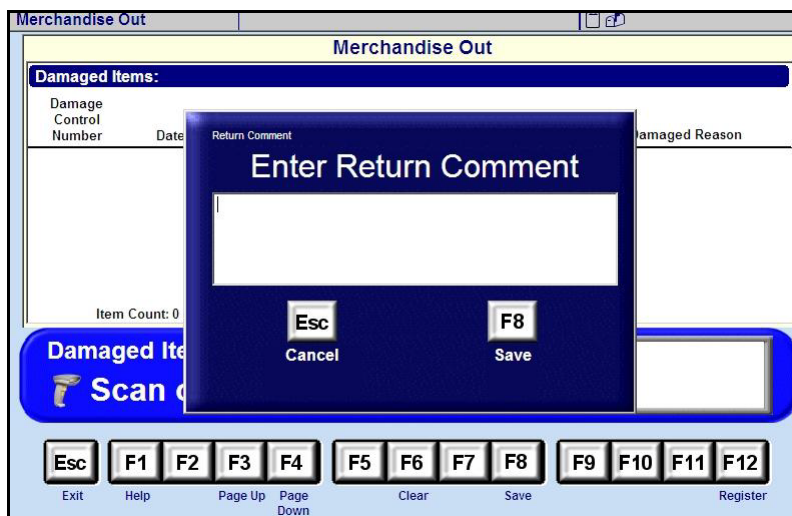 Merchandise Out
Merchandise Out
Damaged Items:
Damage
Control
Number
Date
Damaged Reason
Return Comment
Enter Return Comment
Esc
F8
Cancel
Save
Item Count: 0
Damaged
Scan
Esc F1 F2 F3 F4 F5 F6 F7 F8 F9 F10 F11 F12
Exit Help Page Up Page Down Clear Save Register